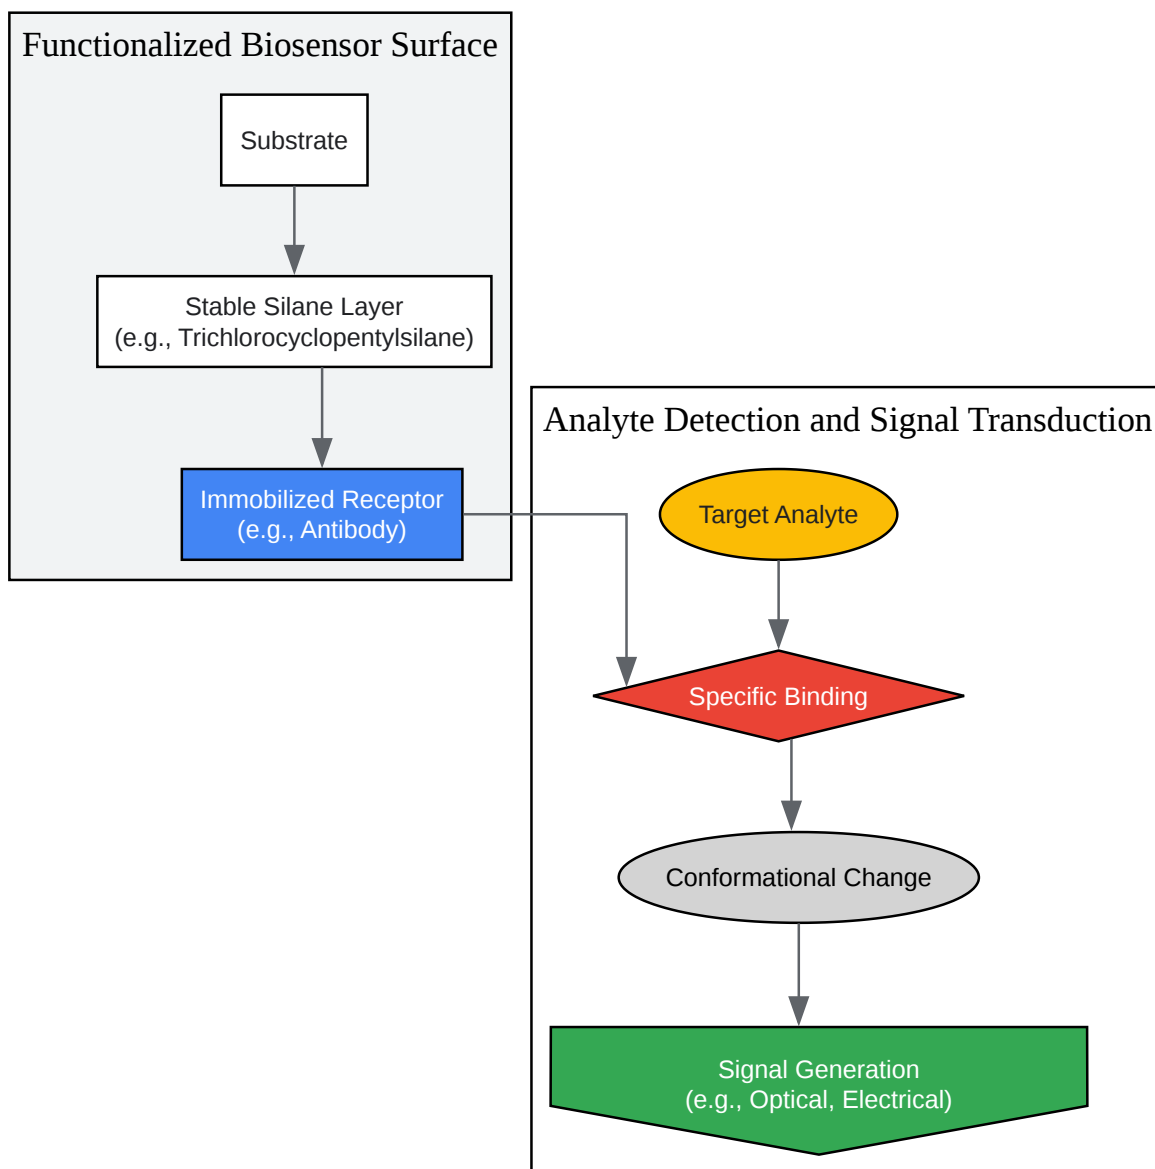 Functionalized Biosensor Surface
Substrate
Stable Silane Layer
(e.g., Trichlorocyclopentylsilane)
Immobilized Receptor
(e.g., Antibody)
Analyte Detection and Signal Transduction
Target Analyte
Specific Binding
Conformational Change
Signal Generation
(e.g., Optical, Electrical)